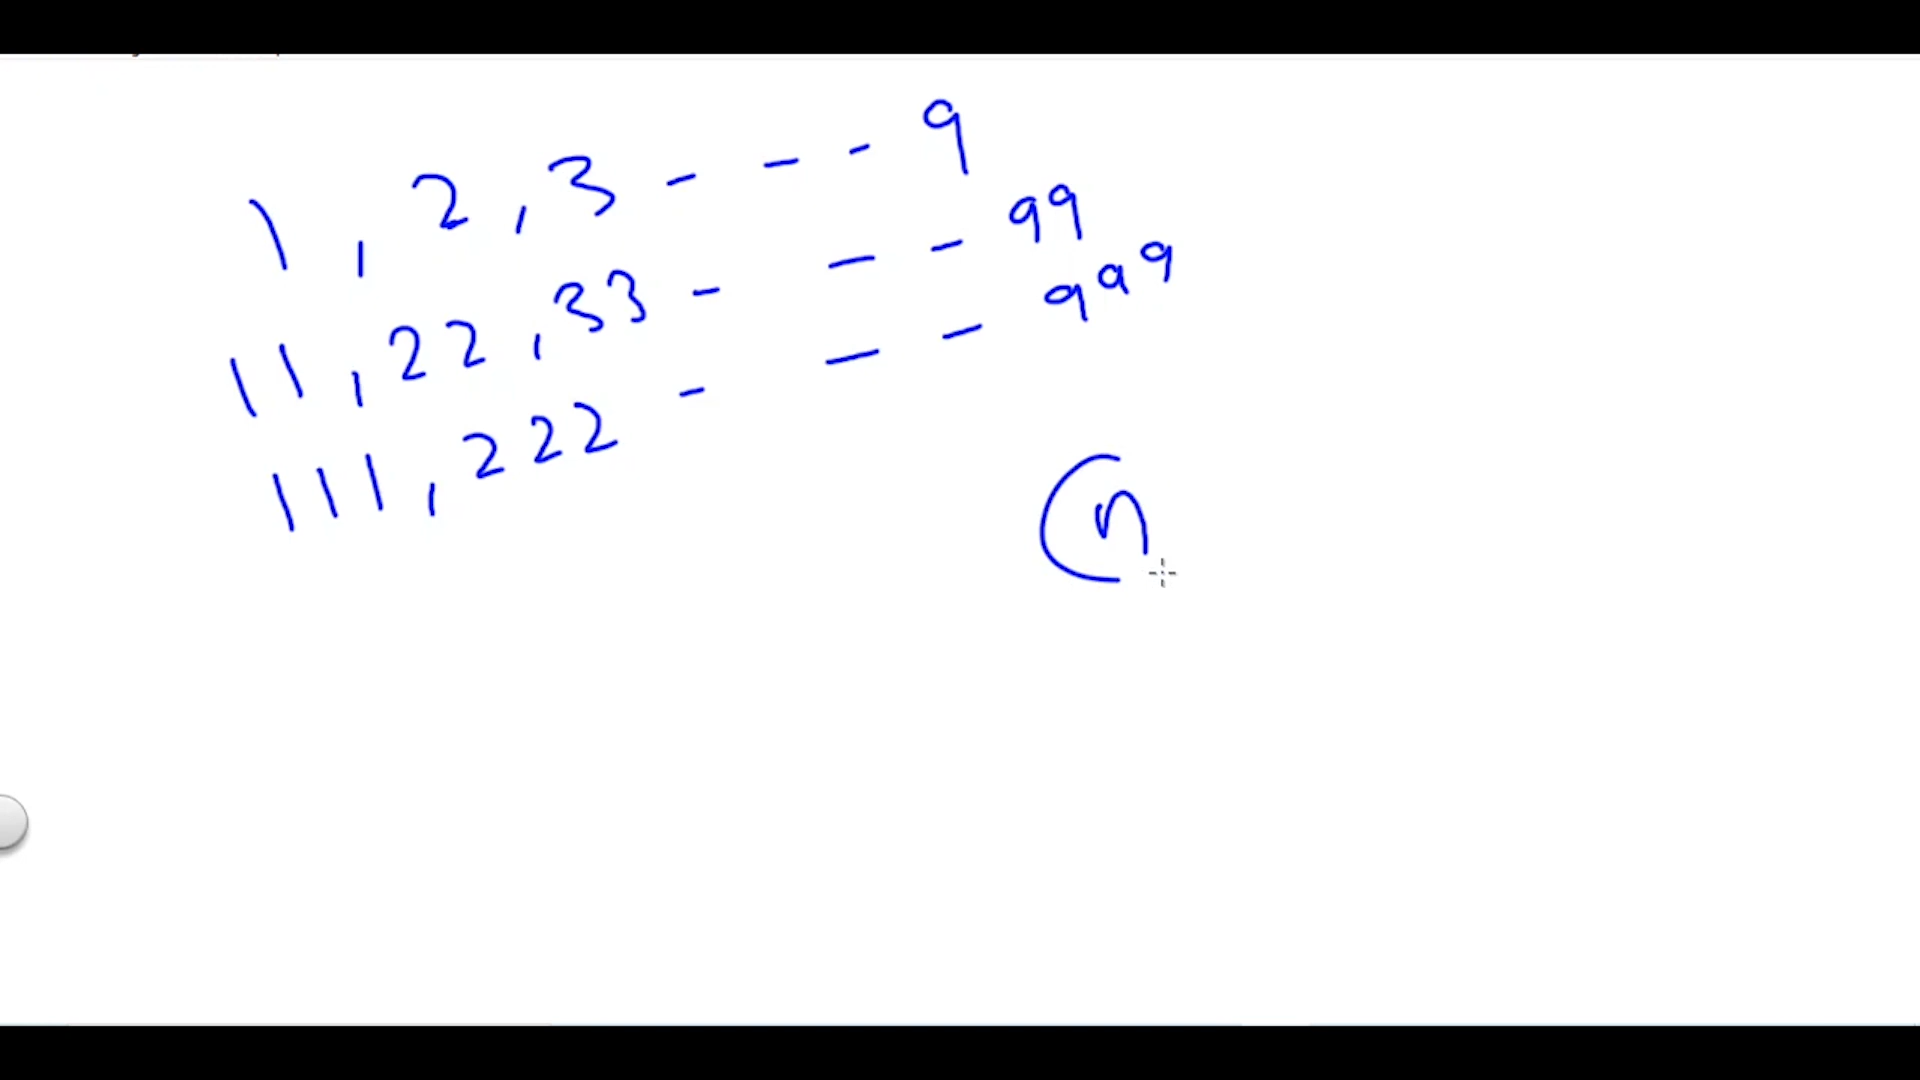 1, 2, 3 - - - 9
11, 22, 33 - - - 99
111, 222 - - - 999
(n